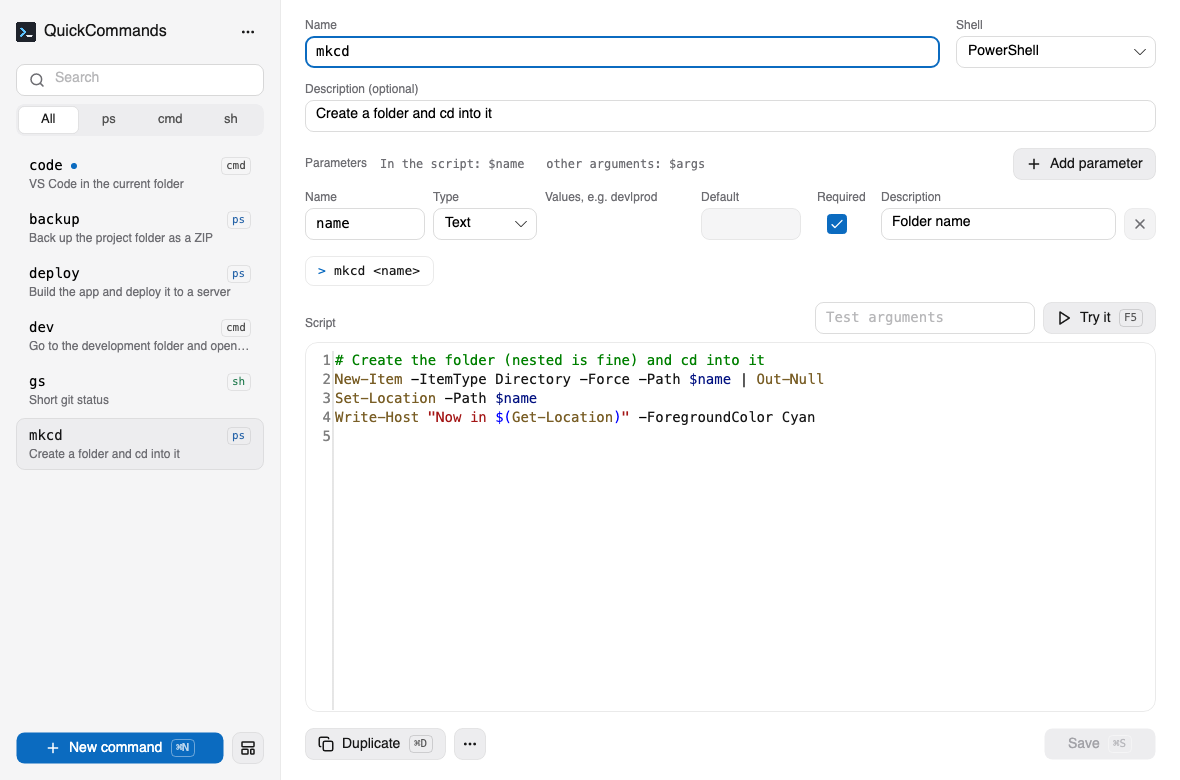 QuickCommands
Search
All ps cmd sh
code cmd
VS Code in the current folder
backup ps
Back up the project folder as a ZIP
deploy ps
Build the app and deploy it to a server
dev cmd
Go to the development folder and open…
gs sh
Short git status
mkcd ps
Create a folder and cd into it
+ New command ⌘N
Name Shell
mkcd PowerShell
Description (optional)
Create a folder and cd into it
Parameters In the script: $name other arguments: $args + Add parameter
Name Type Values, e.g. dev|prod Default Required Description
name Text Folder name
> mkcd <name>
Script Test arguments Try it F5
1 # Create the folder (nested is fine) and cd into it
2 New-Item -ItemType Directory -Force -Path $name | Out-Null
3 Set-Location -Path $name
4 Write-Host "Now in $(Get-Location)" -ForegroundColor Cyan
5
Duplicate ⌘D Save ⌘S